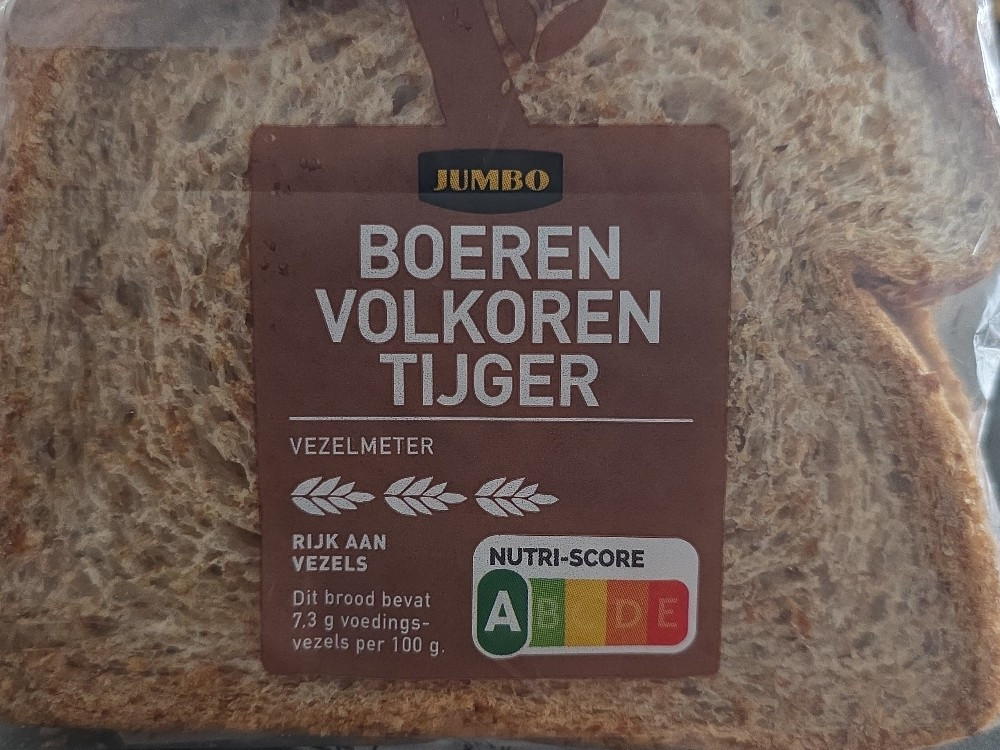 JUMBO
BOEREN
VOLKOREN
TIJGER
VEZELMETER
RIJK AAN
VEZELS
Dit brood bevat
7,3 g voedings-
vezels per 100 g.
NUTRI-SCORE
A B C D E